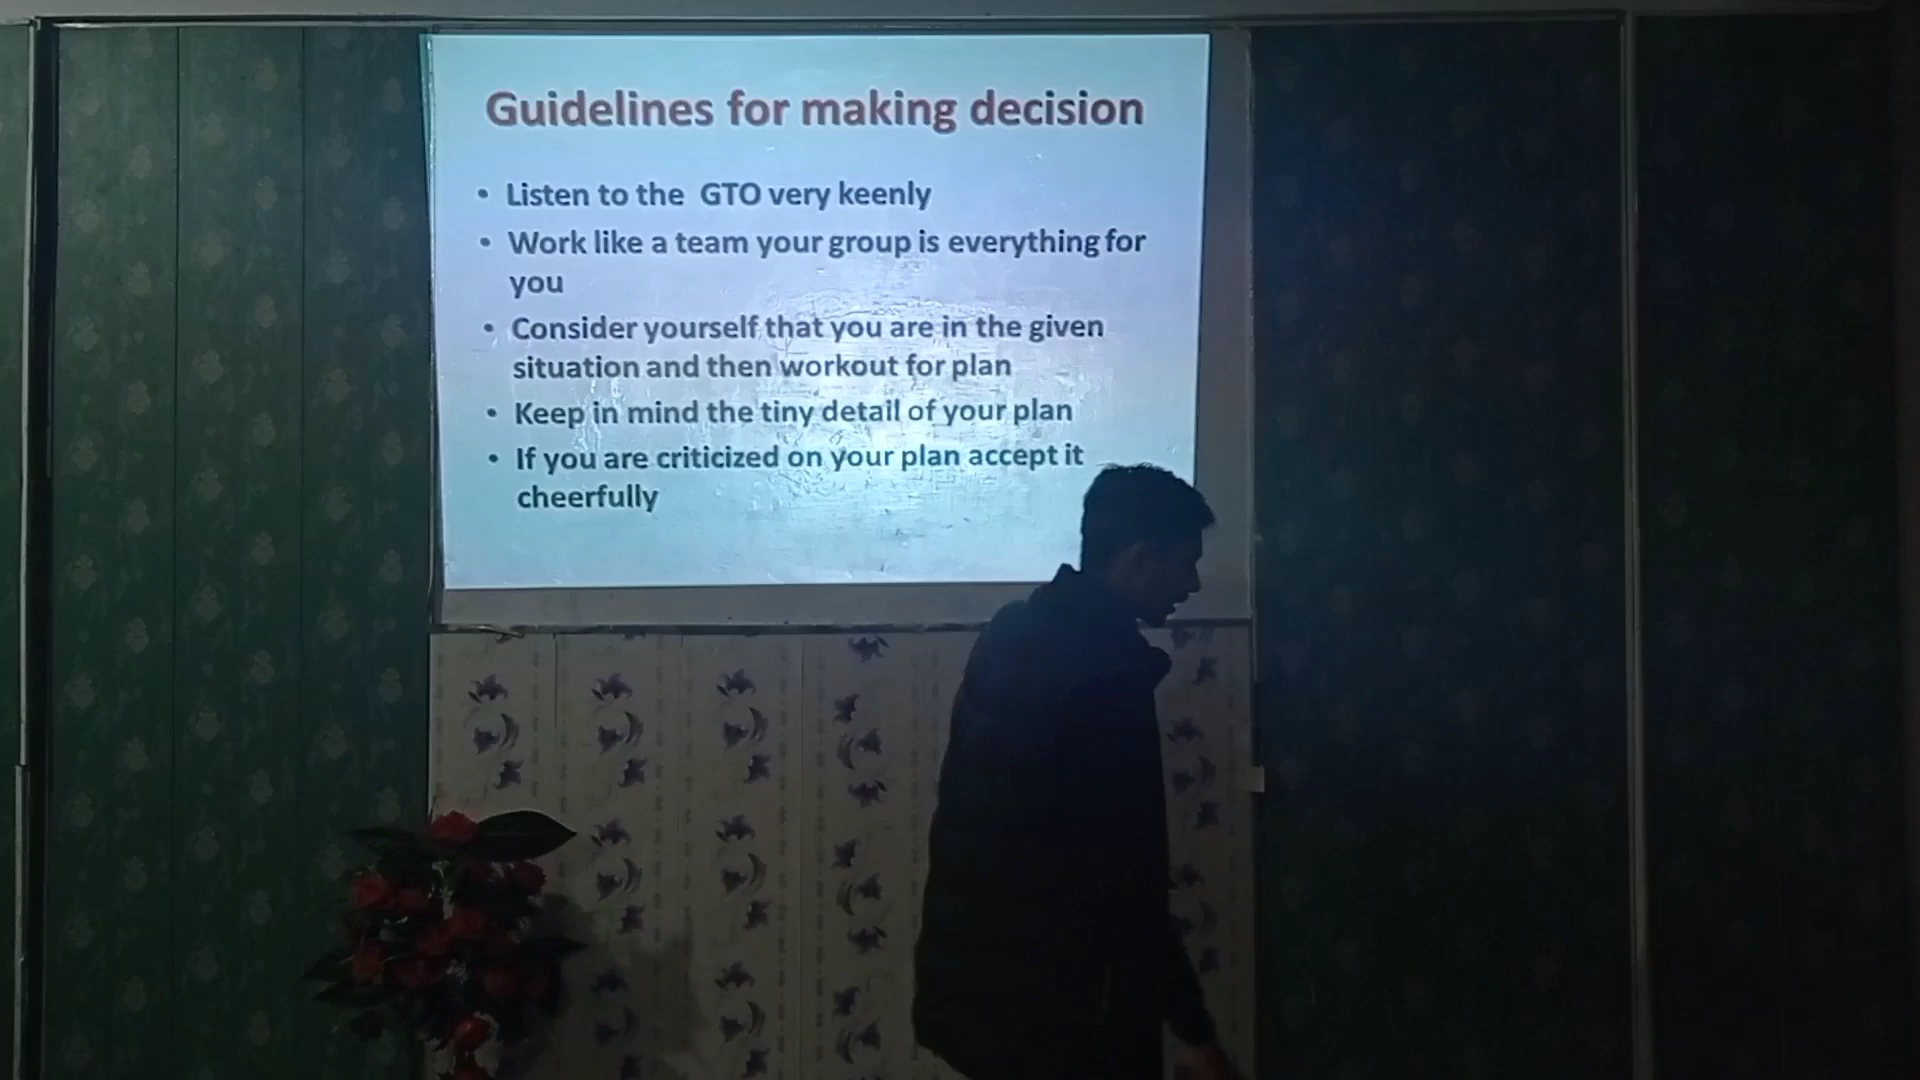 Guidelines for making decision
• Listen to the GTO very keenly
• Work like a team your group is everything for
you
• Consider yourself that you are in the given
situation and then workout for plan
• Keep in mind the tiny detail of your plan
• If you are criticized on your plan accept it
cheerfully